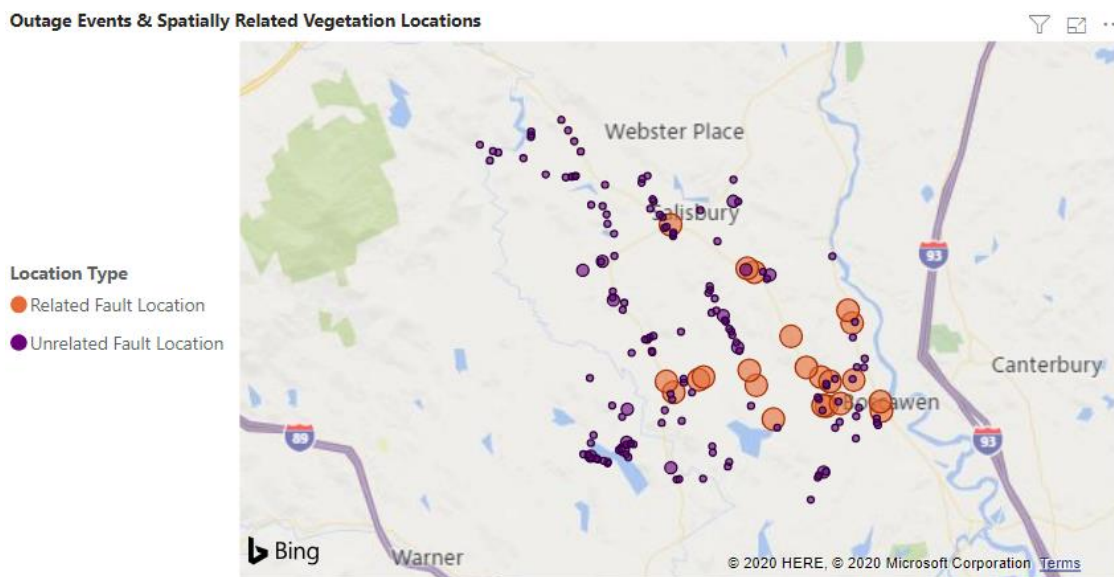 Outage Events & Spatially Related Vegetation Locations
Webster Place
Salisbury
93
Location Type
Related Fault Location
Unrelated Fault Location
Canterbury
Boscawen
89
93
Bing
Warner
© 2020 HERE, © 2020 Microsoft Corporation Terms